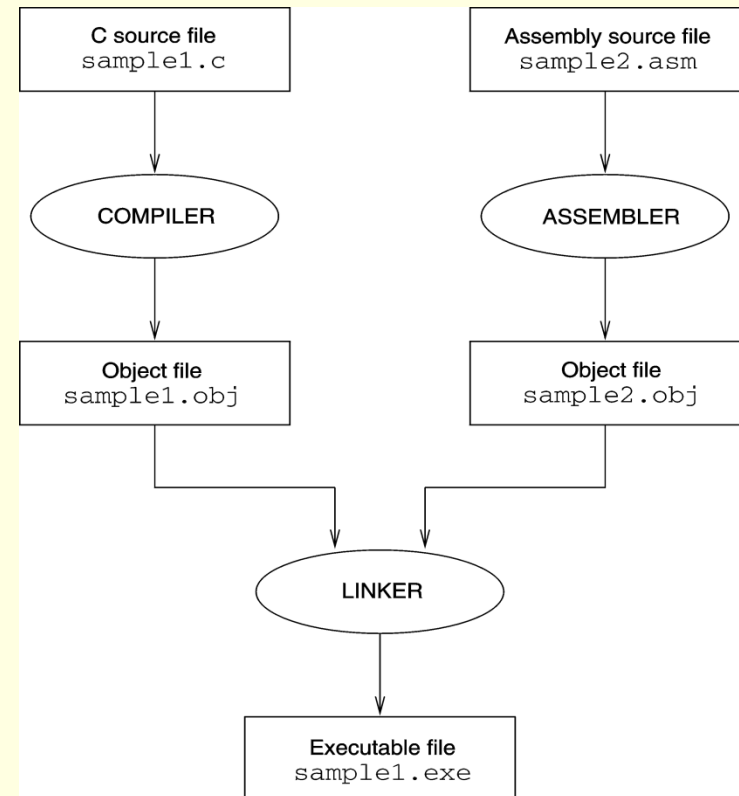 C source file
sample1.c
Assembly source file
sample2.asm
COMPILER
ASSEMBLER
Object file
sample1.obj
Object file
sample2.obj
LINKER
Executable file
sample1.exe